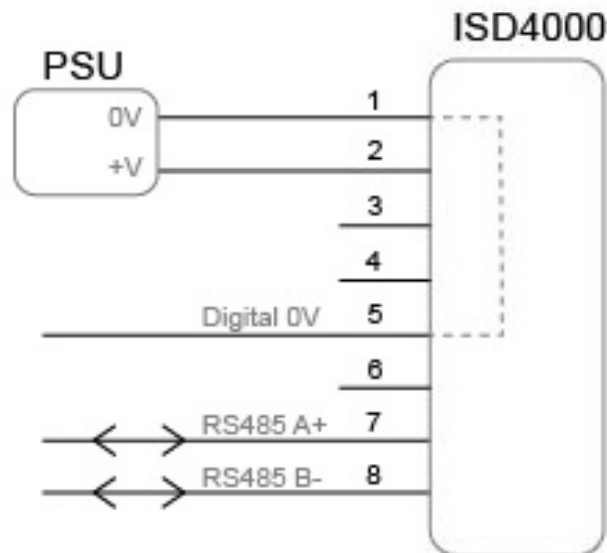 ISD4000
PSU
0V 1
+V 2
3
4
Digital 0V 5
6
RS485 A+ 7
RS485 B- 8